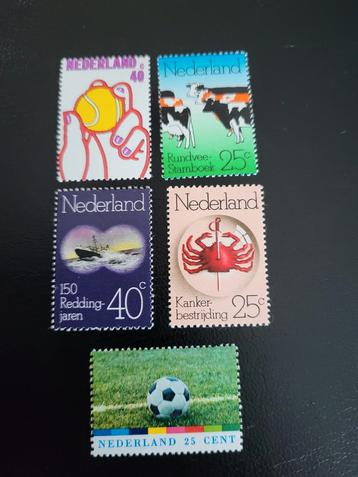 NEDERLAND c
40
Nederland
Rundvee-
Stamboek 25c
Nederland
150
Redding-
jaren 40c
Nederland
Kanker-
bestrijding 25c
NEDERLAND 25 CENT